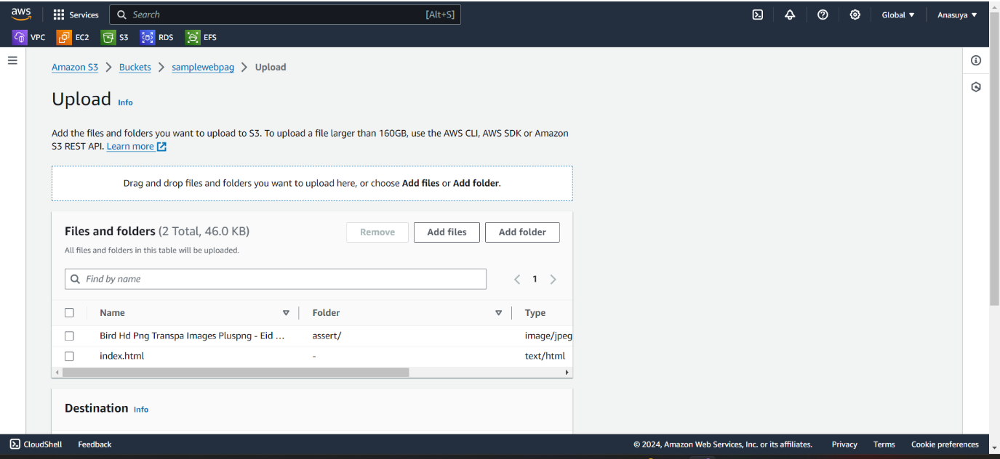 aws Services Search [Alt+S] Global ▼ Anasuya ▼
VPC EC2 S3 RDS EFS
Amazon S3 > Buckets > samplewebpag > Upload
Upload Info
Add the files and folders you want to upload to S3. To upload a file larger than 160GB, use the AWS CLI, AWS SDK or Amazon
S3 REST API. Learn more
Drag and drop files and folders you want to upload here, or choose Add files or Add folder.
Files and folders (2 Total, 46.0 KB) Remove Add files Add folder
All files and folders in this table will be uploaded.
Find by name < 1 >
Name Folder Type
Bird Hd Png Transpa Images Pluspng - Eid ... assert/ image/jpeg
index.html - text/html
Destination Info
CloudShell Feedback © 2024, Amazon Web Services, Inc. or its affiliates. Privacy Terms Cookie preferences